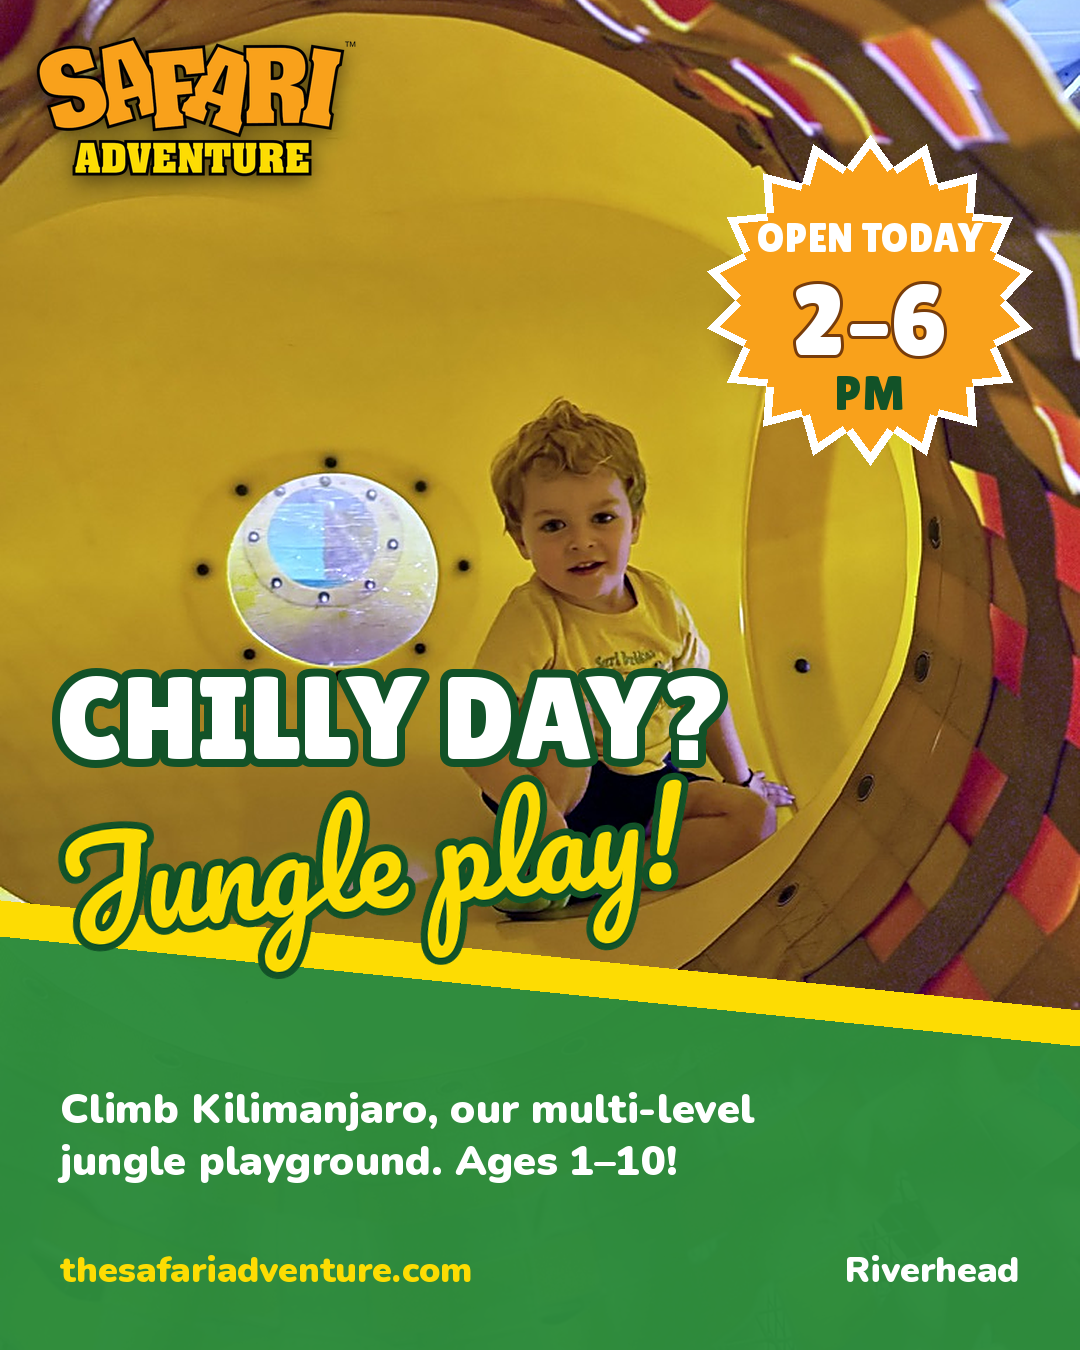 SAFARI™
ADVENTURE
OPEN TODAY
2–6
PM
CHILLY DAY?
Jungle play!
Climb Kilimanjaro, our multi-level
jungle playground. Ages 1–10!
thesafariadventure.com
Riverhead